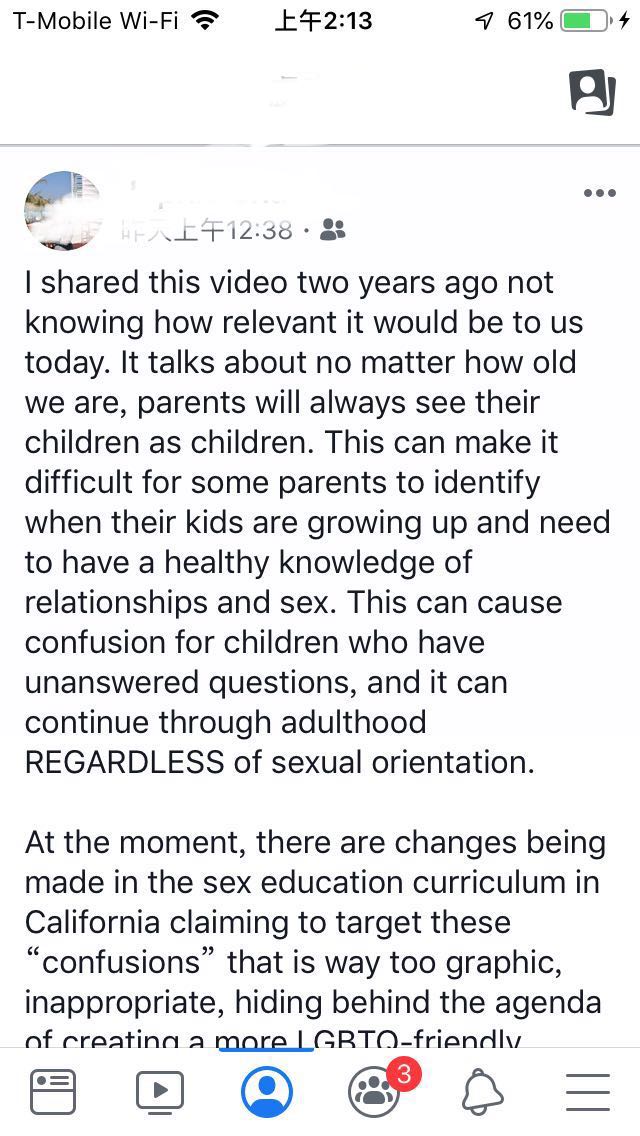 T-Mobile Wi-Fi 上午2:13 61%
昨天上午12:38 ·
I shared this video two years ago not
knowing how relevant it would be to us
today. It talks about no matter how old
we are, parents will always see their
children as children. This can make it
difficult for some parents to identify
when their kids are growing up and need
to have a healthy knowledge of
relationships and sex. This can cause
confusion for children who have
unanswered questions, and it can
continue through adulthood
REGARDLESS of sexual orientation.
At the moment, there are changes being
made in the sex education curriculum in
California claiming to target these
“confusions” that is way too graphic,
inappropriate, hiding behind the agenda
of creating a more LGBTQ-friendly
3